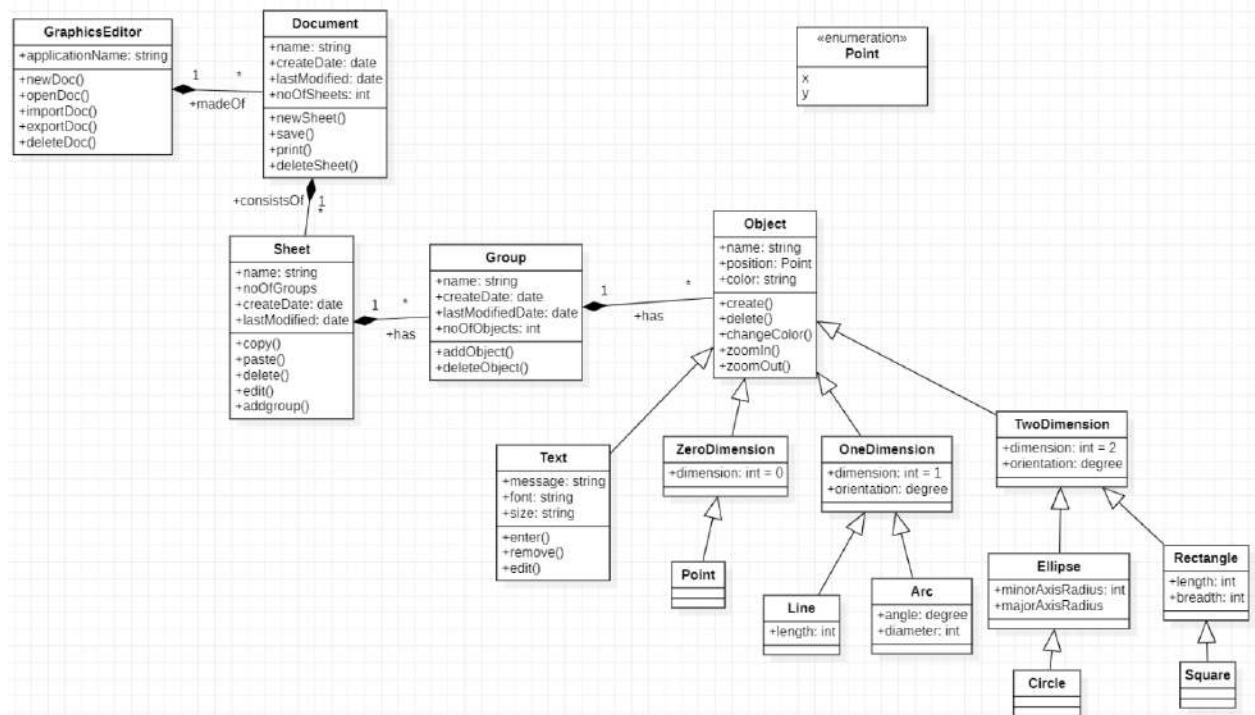 GraphicsEditor
+applicationName: string
+newDoc()
+openDoc()
+importDoc()
+exportDoc()
+deleteDoc()
1
*
+madeOf
Document
+name: string
+createDate: date
+lastModified: date
+noOfSheets: int
+newSheet()
+save()
+print()
+deleteSheet()
«enumeration»
Point
x
y
+consistsOf
1
*
Sheet
+name: string
+noOfGroups
+createDate: date
+lastModified: date
+copy()
+paste()
+delete()
+edit()
+addgroup()
1
*
+has
Group
+name: string
+createDate: date
+lastModifiedDate: date
+noOfObjects: int
+addObject()
+deleteObject()
1
*
+has
Object
+name: string
+position: Point
+color: string
+create()
+delete()
+changeColor()
+zoomIn()
+zoomOut()
Text
+message: string
+font: string
+size: string
+enter()
+remove()
+edit()
ZeroDimension
+dimension: int = 0
OneDimension
+dimension: int = 1
+orientation: degree
TwoDimension
+dimension: int = 2
+orientation: degree
Point
Line
+length: int
Arc
+angle: degree
+diameter: int
Ellipse
+minorAxisRadius: int
+majorAxisRadius
Rectangle
+length: int
+breadth: int
Circle
Square